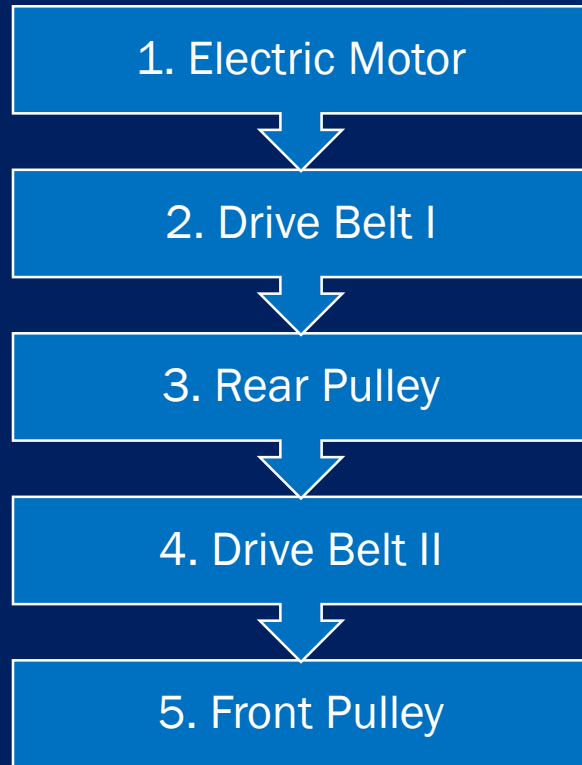 1. Electric Motor
2. Drive Belt I
3. Rear Pulley
4. Drive Belt II
5. Front Pulley